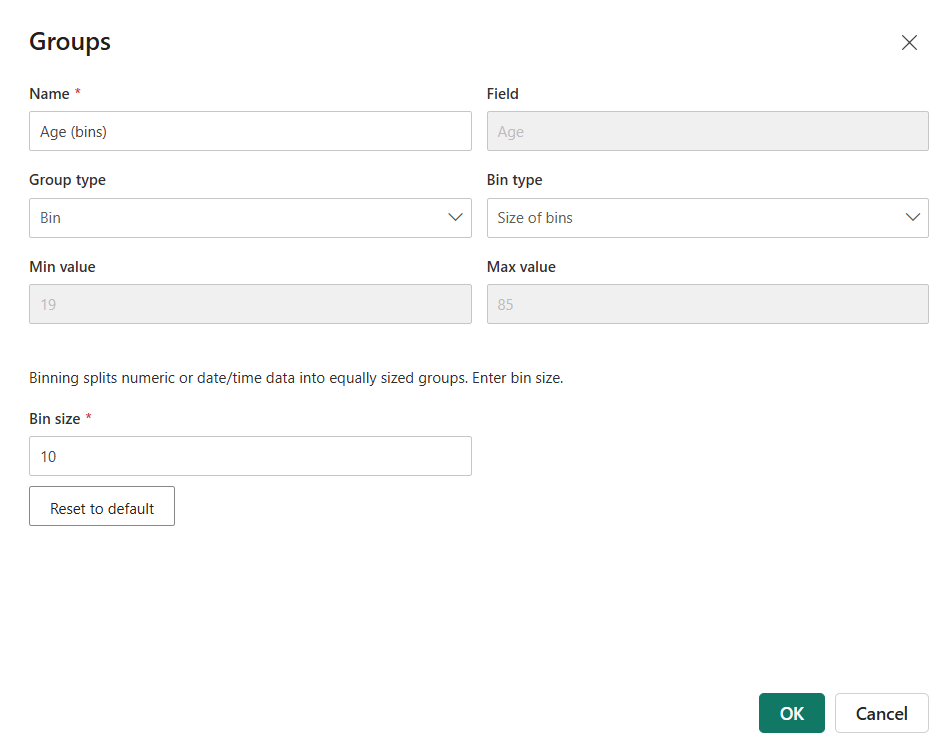 Groups
Name *
Field
Age (bins)
Age
Group type
Bin type
Bin
Size of bins
Min value
Max value
19
85
Binning splits numeric or date/time data into equally sized groups. Enter bin size.
Bin size *
10
Reset to default
OK
Cancel